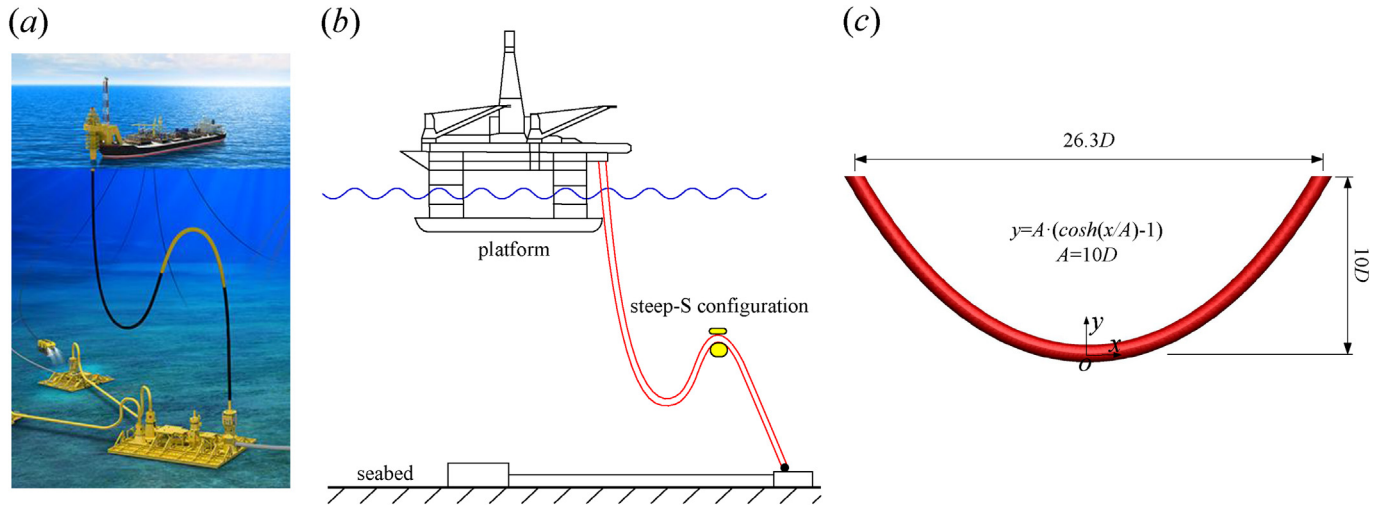 (a)
(b)
(c)
platform
steep-S configuration
seabed
26.3D
y=A·(cosh(x/A)-1)
A=10D
10D
y
x
o